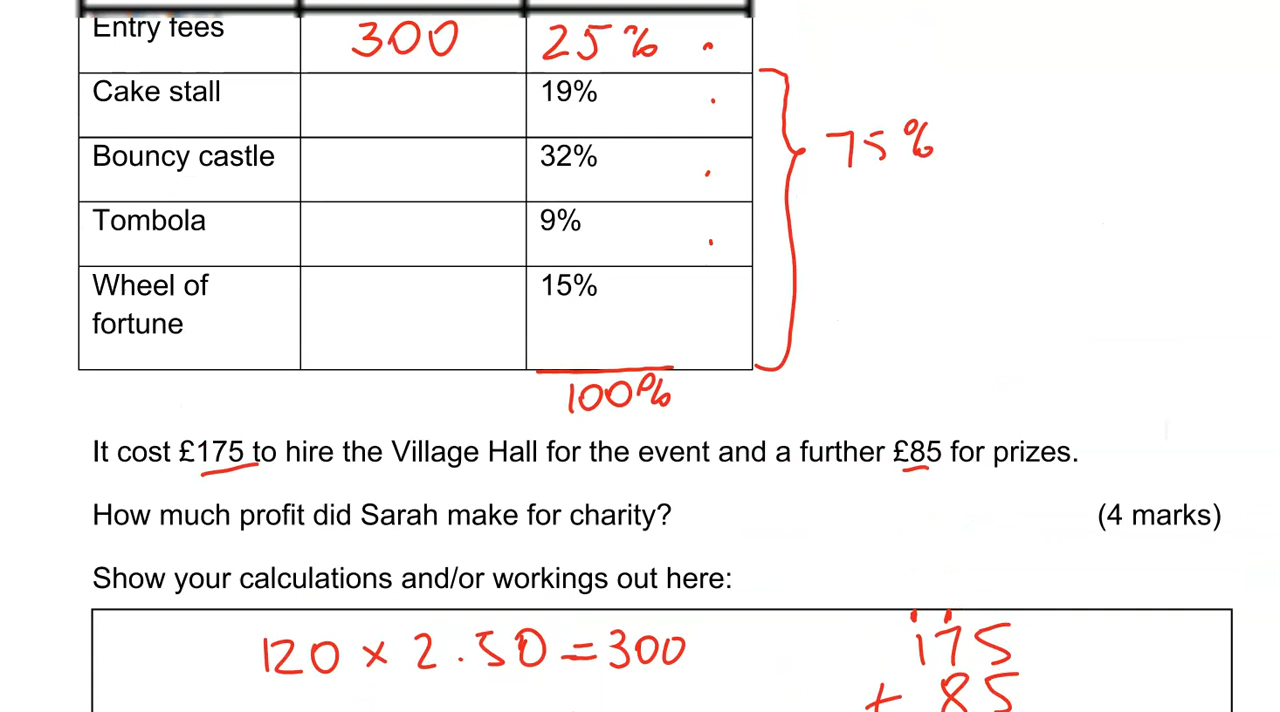 Entry fees 300 25%
Cake stall 19%
75%
Bouncy castle 32%
Tombola 9%
Wheel of
fortune 15%
100%
It cost £175 to hire the Village Hall for the event and a further £85 for prizes.
How much profit did Sarah make for charity? (4 marks)
Show your calculations and/or workings out here:
120 × 2.50 = 300 175
+ 85